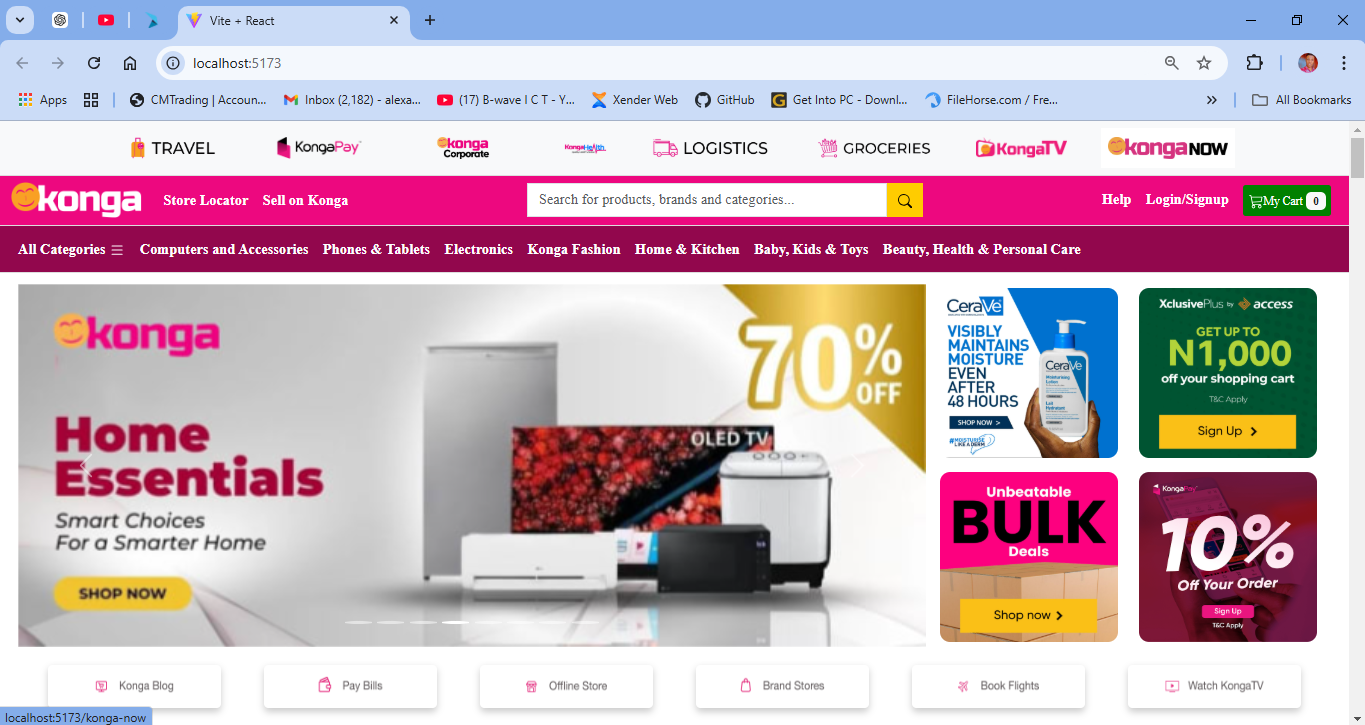 Vite + React
localhost:5173
Apps
CMTrading | Accoun...
Inbox (2,182) - alexa...
(17) B-wave I C T - Y...
Xender Web
GitHub
Get Into PC - Downl...
FileHorse.com / Fre...
All Bookmarks
TRAVEL
KongaPay
konga
Corporate
KongaHealth
LOGISTICS
GROCERIES
KongaTV
konga NOW
konga
Store Locator
Sell on Konga
Search for products, brands and categories...
Help
Login/Signup
My Cart 0
All Categories
Computers and Accessories
Phones & Tablets
Electronics
Konga Fashion
Home & Kitchen
Baby, Kids & Toys
Beauty, Health & Personal Care
konga
70%
OFF
Home
Essentials
Smart Choices
For a Smarter Home
SHOP NOW
OLED TV
CeraVe
VISIBLY
MAINTAINS
MOISTURE
EVEN
AFTER
48 HOURS
SHOP NOW >
#MOISTURISE
LIKE A DERM
CeraVe
XclusivePlus by access
GET UP TO
N1,000
off your shopping cart
T&C Apply
Sign Up
Unbeatable
BULK
Deals
Shop now
KongaPay
10%
Off Your Order
Sign Up
T&C Apply
Konga Blog
Pay Bills
Offline Store
Brand Stores
Book Flights
Watch KongaTV
localhost:5173/konga-now